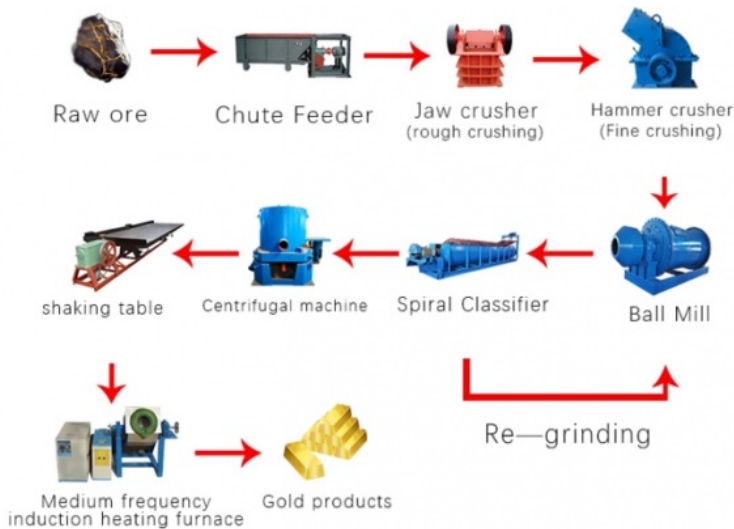 Raw ore
Chute Feeder
Jaw crusher
(rough crushing)
Hammer crusher
(Fine crushing)
shaking table
Centrifugal machine
Spiral Classifier
Ball Mill
Re—grinding
Medium frequency
induction heating furnace
Gold products